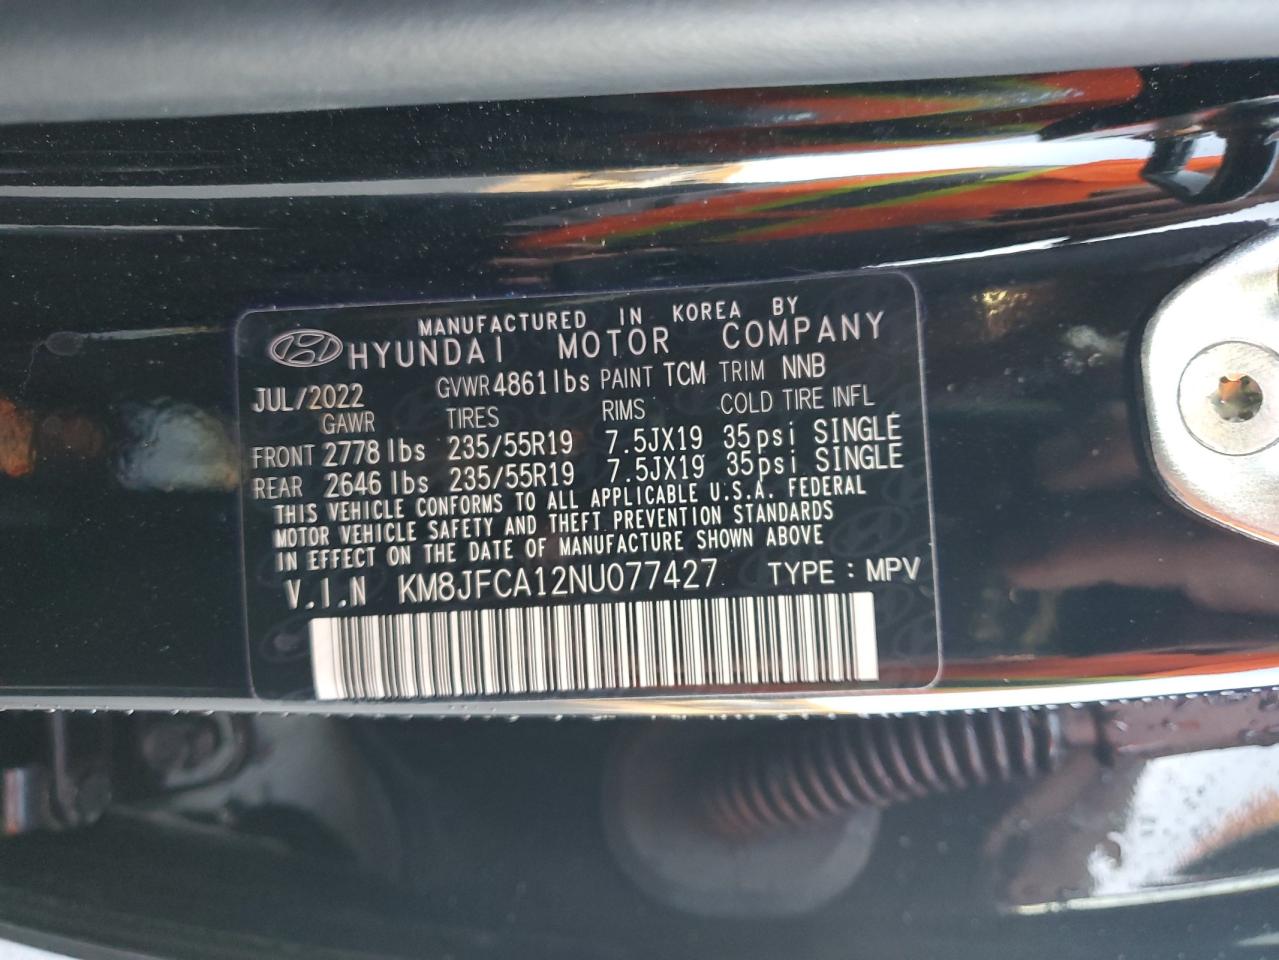 MANUFACTURED IN KOREA BY
HYUNDAI MOTOR COMPANY
JUL/2022 GVWR 4861 lbs PAINT TCM TRIM NNB
GAWR TIRES RIMS COLD TIRE INFL
FRONT 2778 lbs 235/55R19 7.5JX19 35psi SINGLE
REAR 2646 lbs 235/55R19 7.5JX19 35psi SINGLE
THIS VEHICLE CONFORMS TO ALL APPLICABLE U.S.A. FEDERAL
MOTOR VEHICLE SAFETY AND THEFT PREVENTION STANDARDS
IN EFFECT ON THE DATE OF MANUFACTURE SHOWN ABOVE
V.I.N KM8JFCA12NU077427 TYPE : MPV